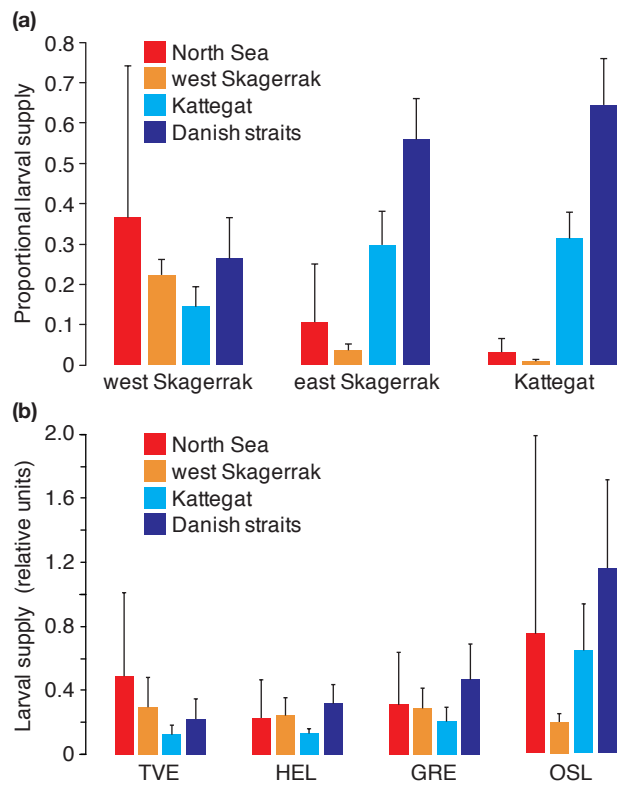 (a)
0.8
0.7
0.6
0.5
0.4
0.3
0.2
0.1
0
Proportional larval supply
North Sea
west Skagerrak
Kattegat
Danish straits
west Skagerrak east Skagerrak Kattegat
(b)
2.0
1.6
1.2
0.8
0.4
0
Larval supply (relative units)
North Sea
west Skagerrak
Kattegat
Danish straits
TVE HEL GRE OSL